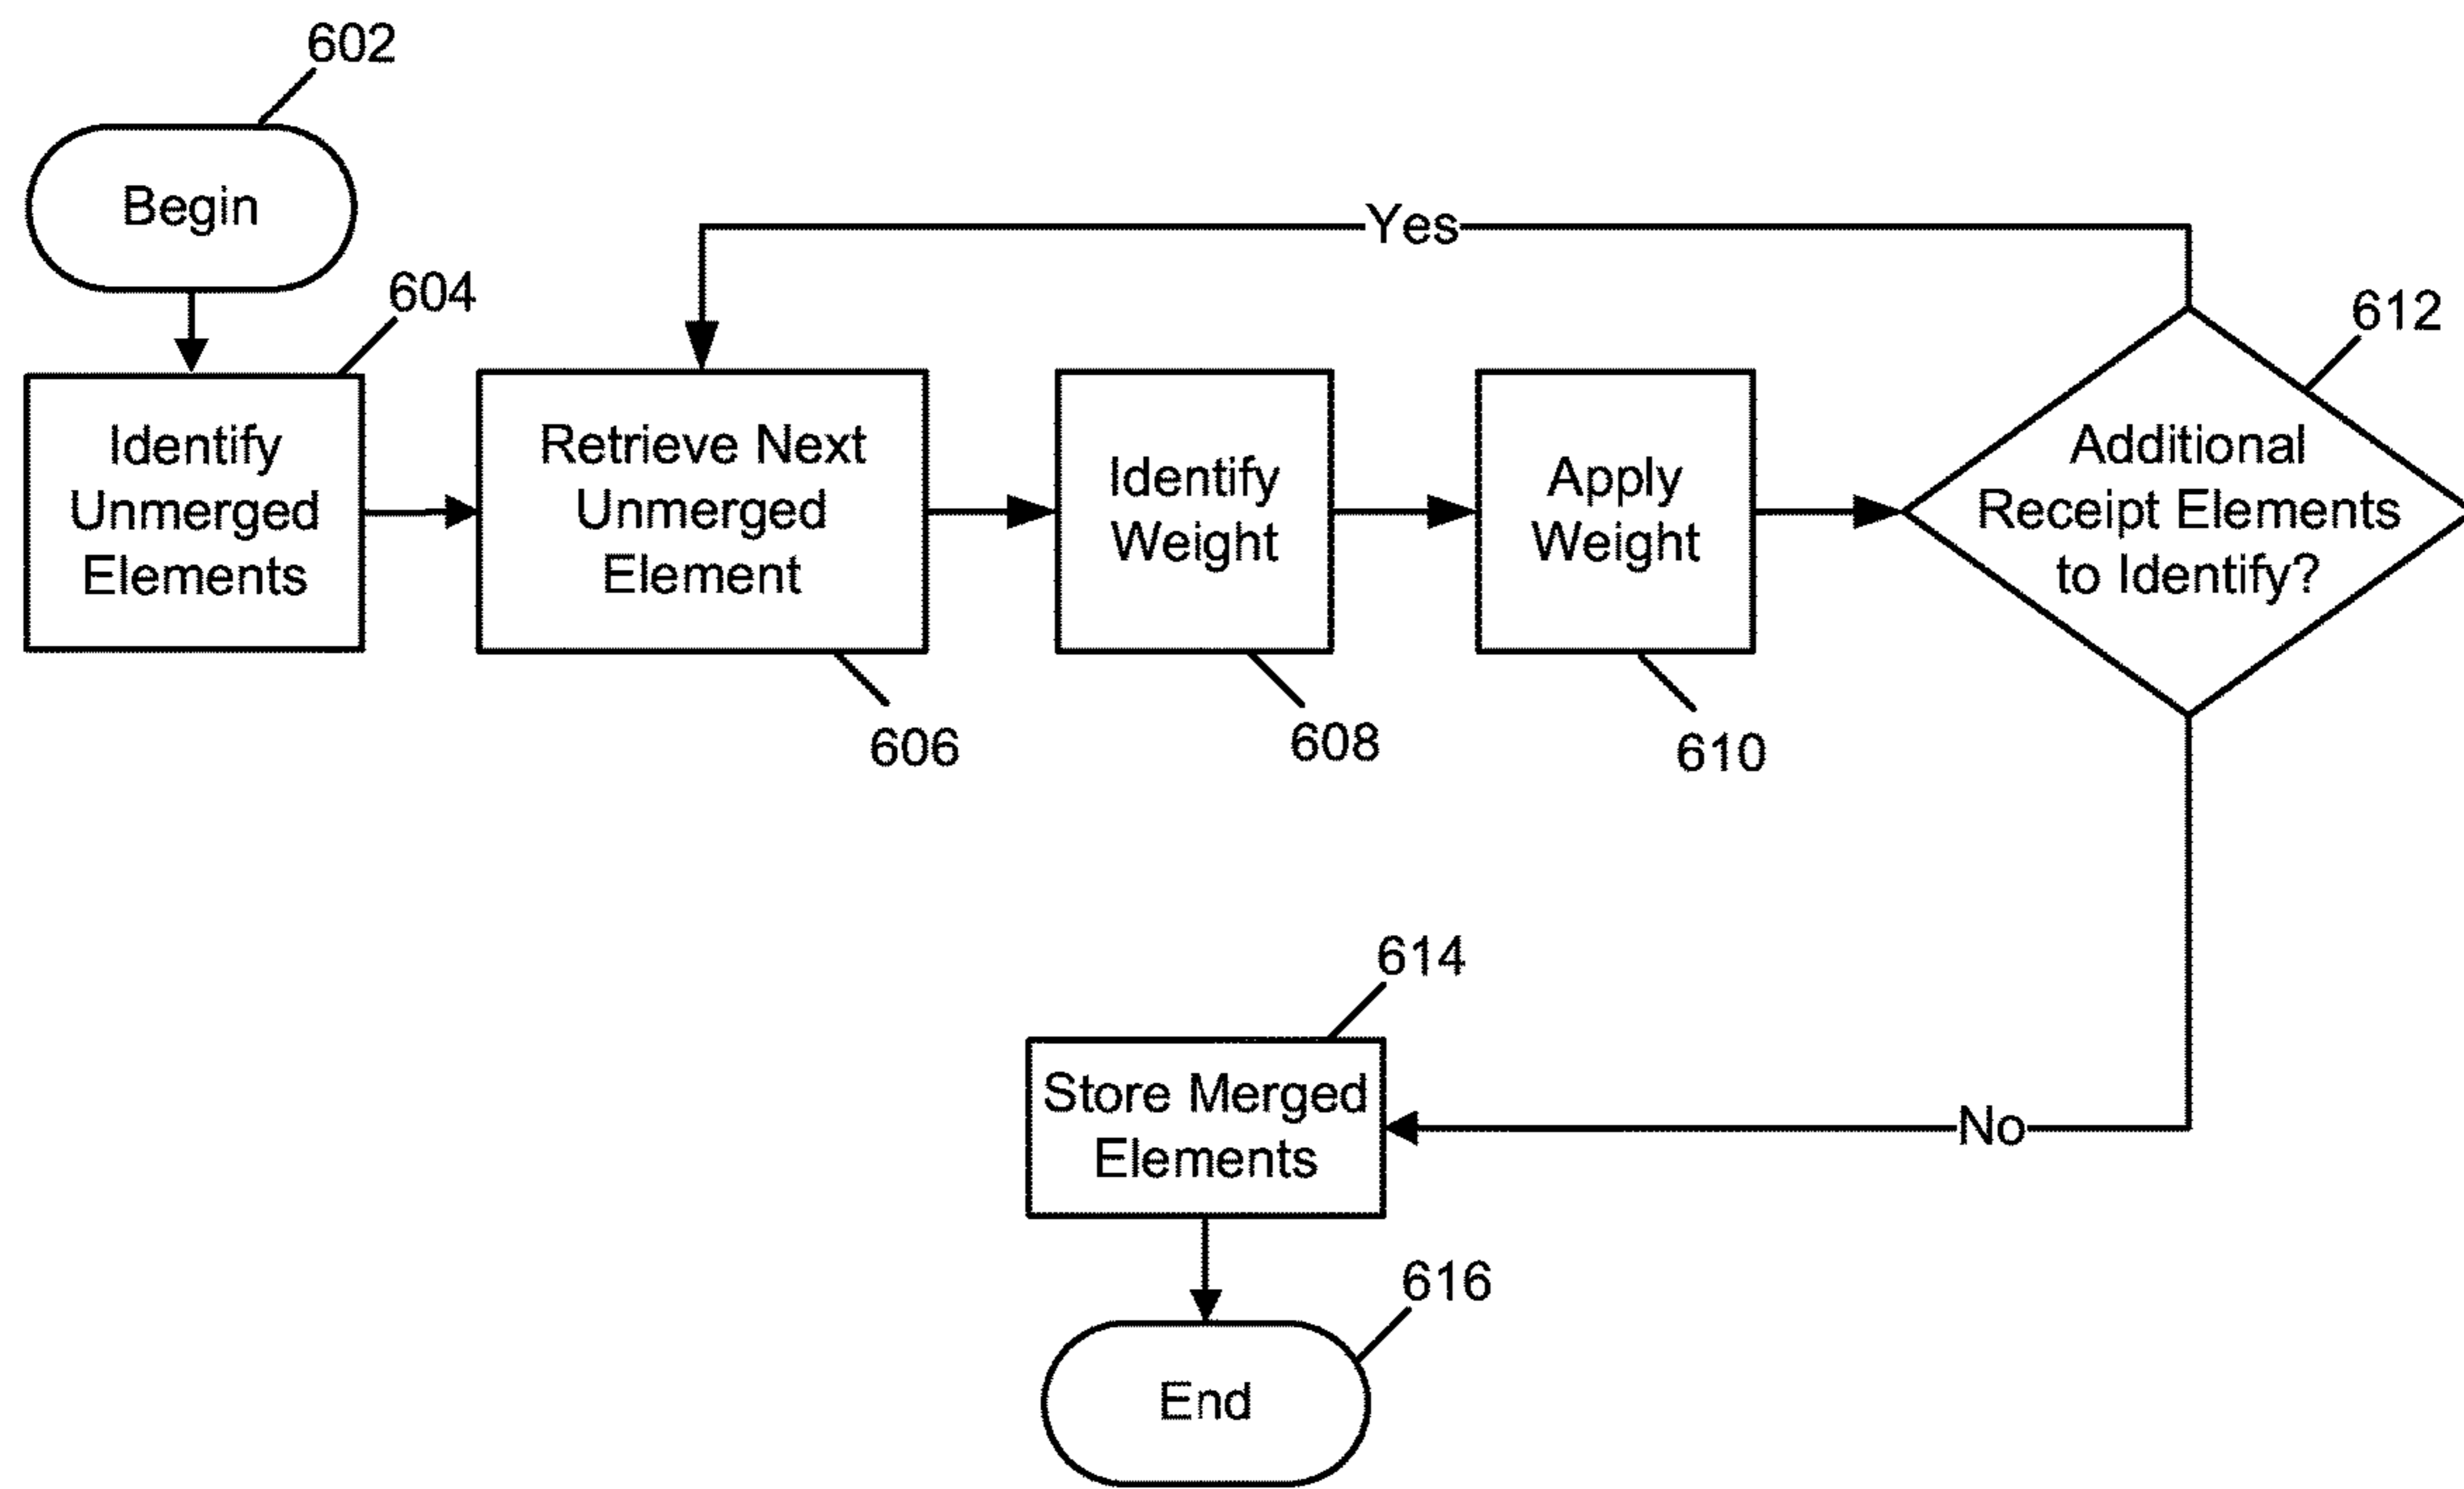 602
Begin
604
Identify
Unmerged
Elements
Yes
Retrieve Next
Unmerged
Element
606
Identify
Weight
608
Apply
Weight
610
612
Additional
Receipt Elements
to Identify?
No
614
Store Merged
Elements
616
End